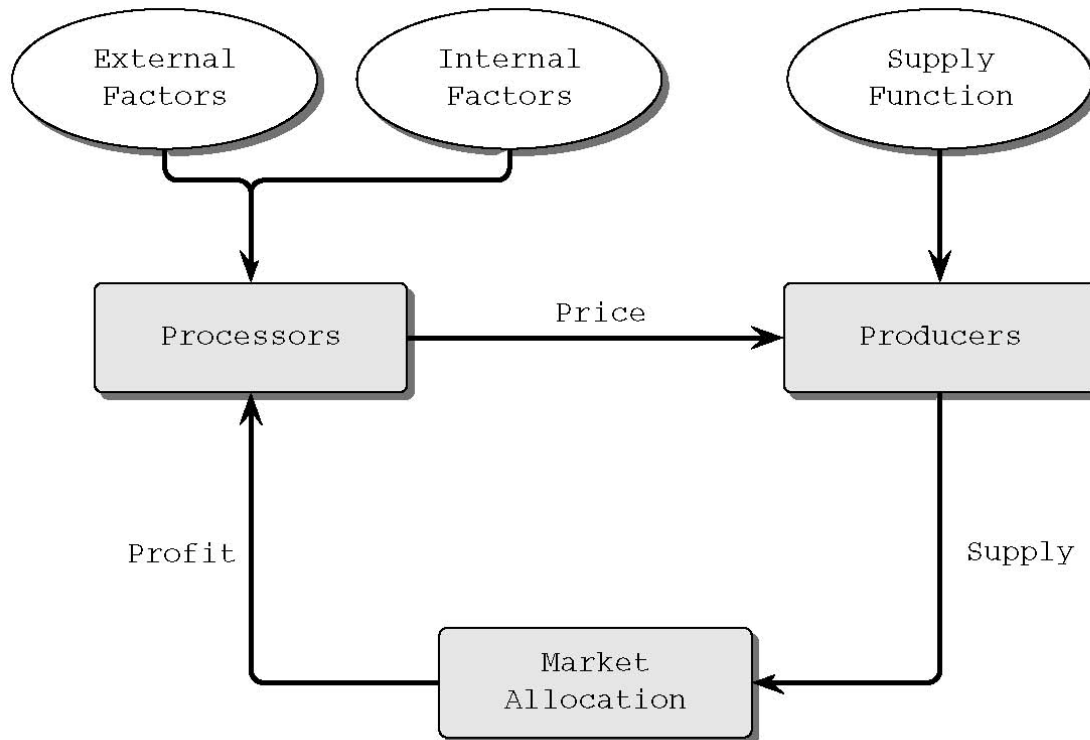 External
Factors
Internal
Factors
Supply
Function
Processors
Price
Producers
Profit
Supply
Market
Allocation